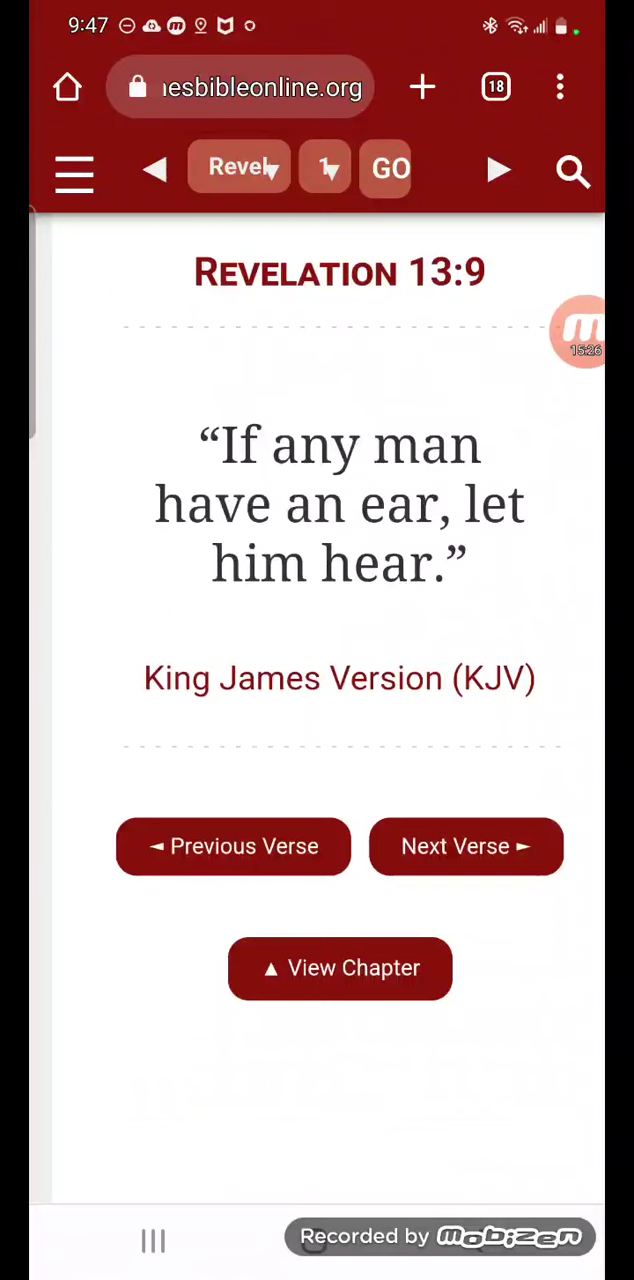 9:47
ıesbibleonline.org
18
Revel
1
GO
REVELATION 13:9
15:26
“If any man
have an ear, let
him hear.”
King James Version (KJV)
◄ Previous Verse
Next Verse ►
▲ View Chapter
Recorded by mobizen